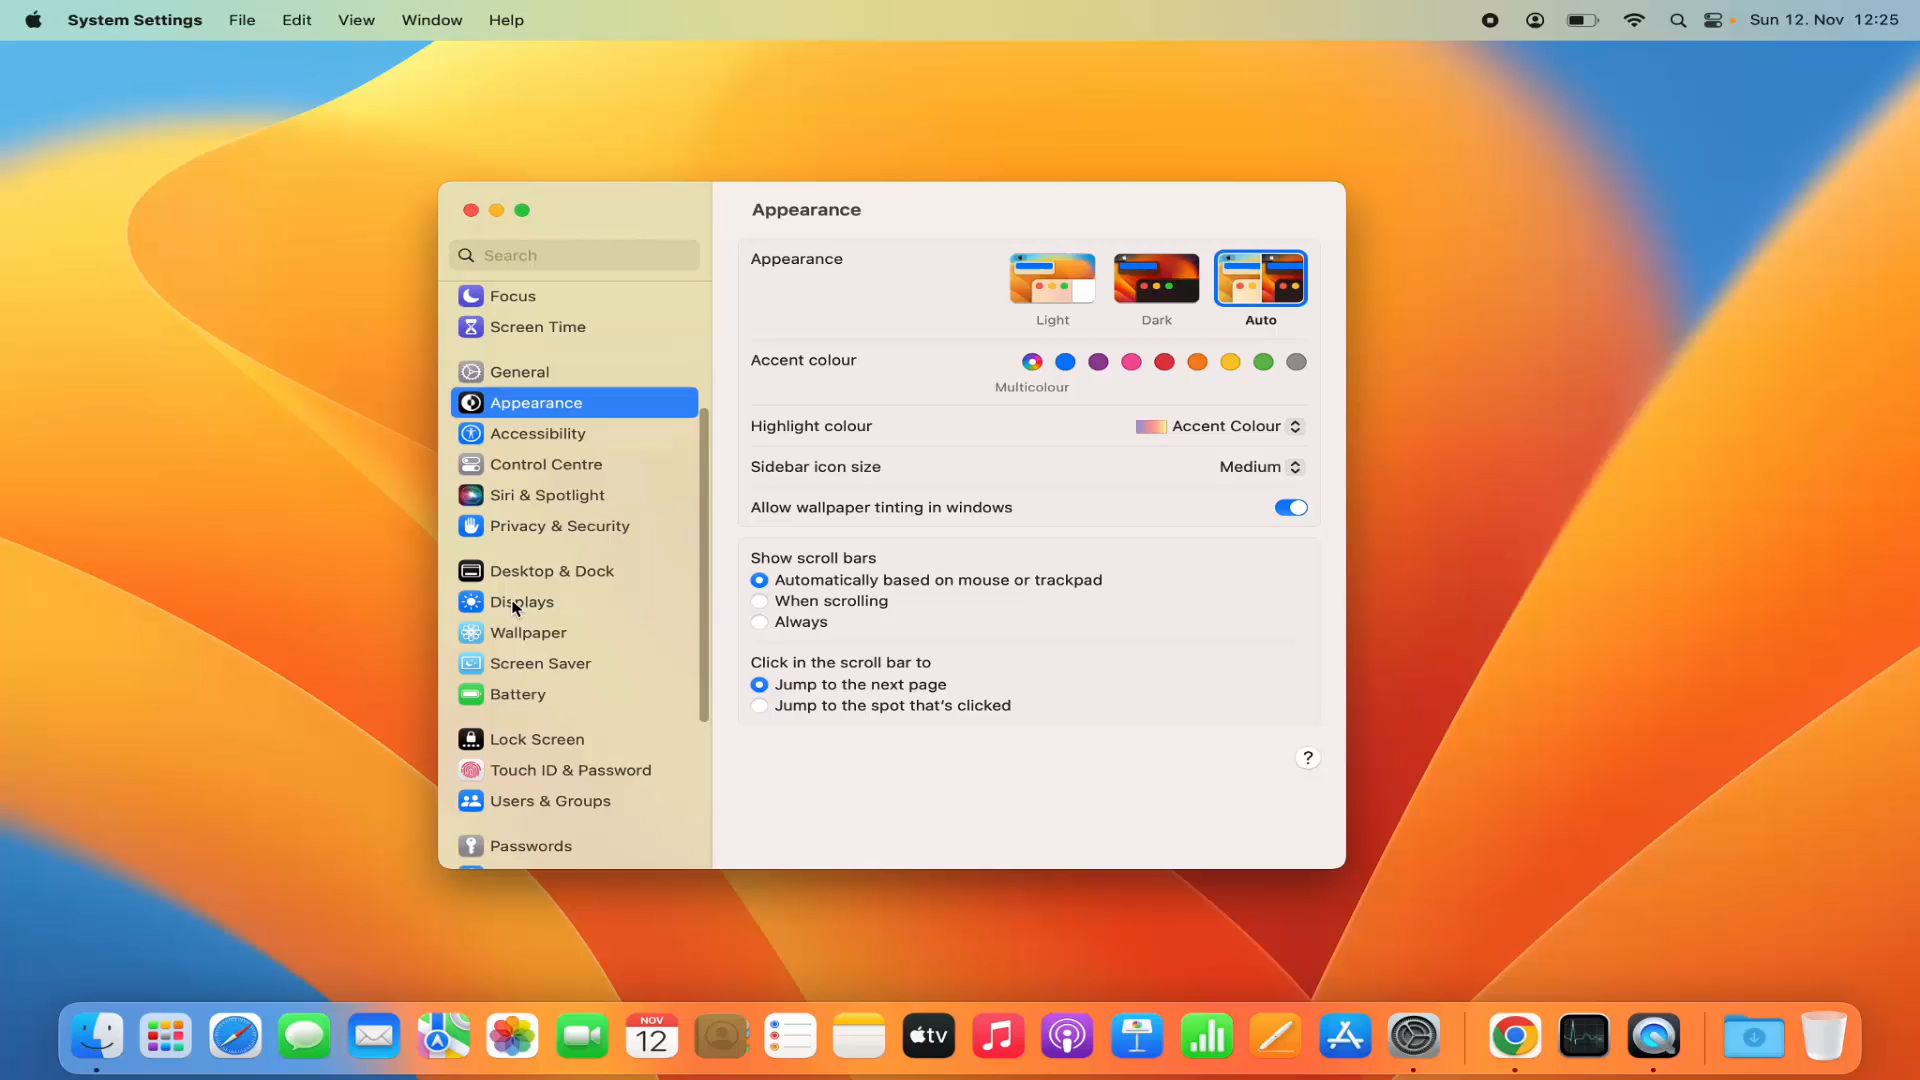 System Settings File Edit View Window Help Sun 12. Nov 12:25
Search
Focus
Screen Time
General
Appearance
Accessibility
Control Centre
Siri & Spotlight
Privacy & Security
Desktop & Dock
Displays
Wallpaper
Screen Saver
Battery
Lock Screen
Touch ID & Password
Users & Groups
Passwords
Appearance
Appearance
Light Dark Auto
Accent colour
Multicolour
Highlight colour Accent Colour
Sidebar icon size Medium
Allow wallpaper tinting in windows
Show scroll bars
Automatically based on mouse or trackpad
When scrolling
Always
Click in the scroll bar to
Jump to the next page
Jump to the spot that's clicked
?
NOV
12
tv